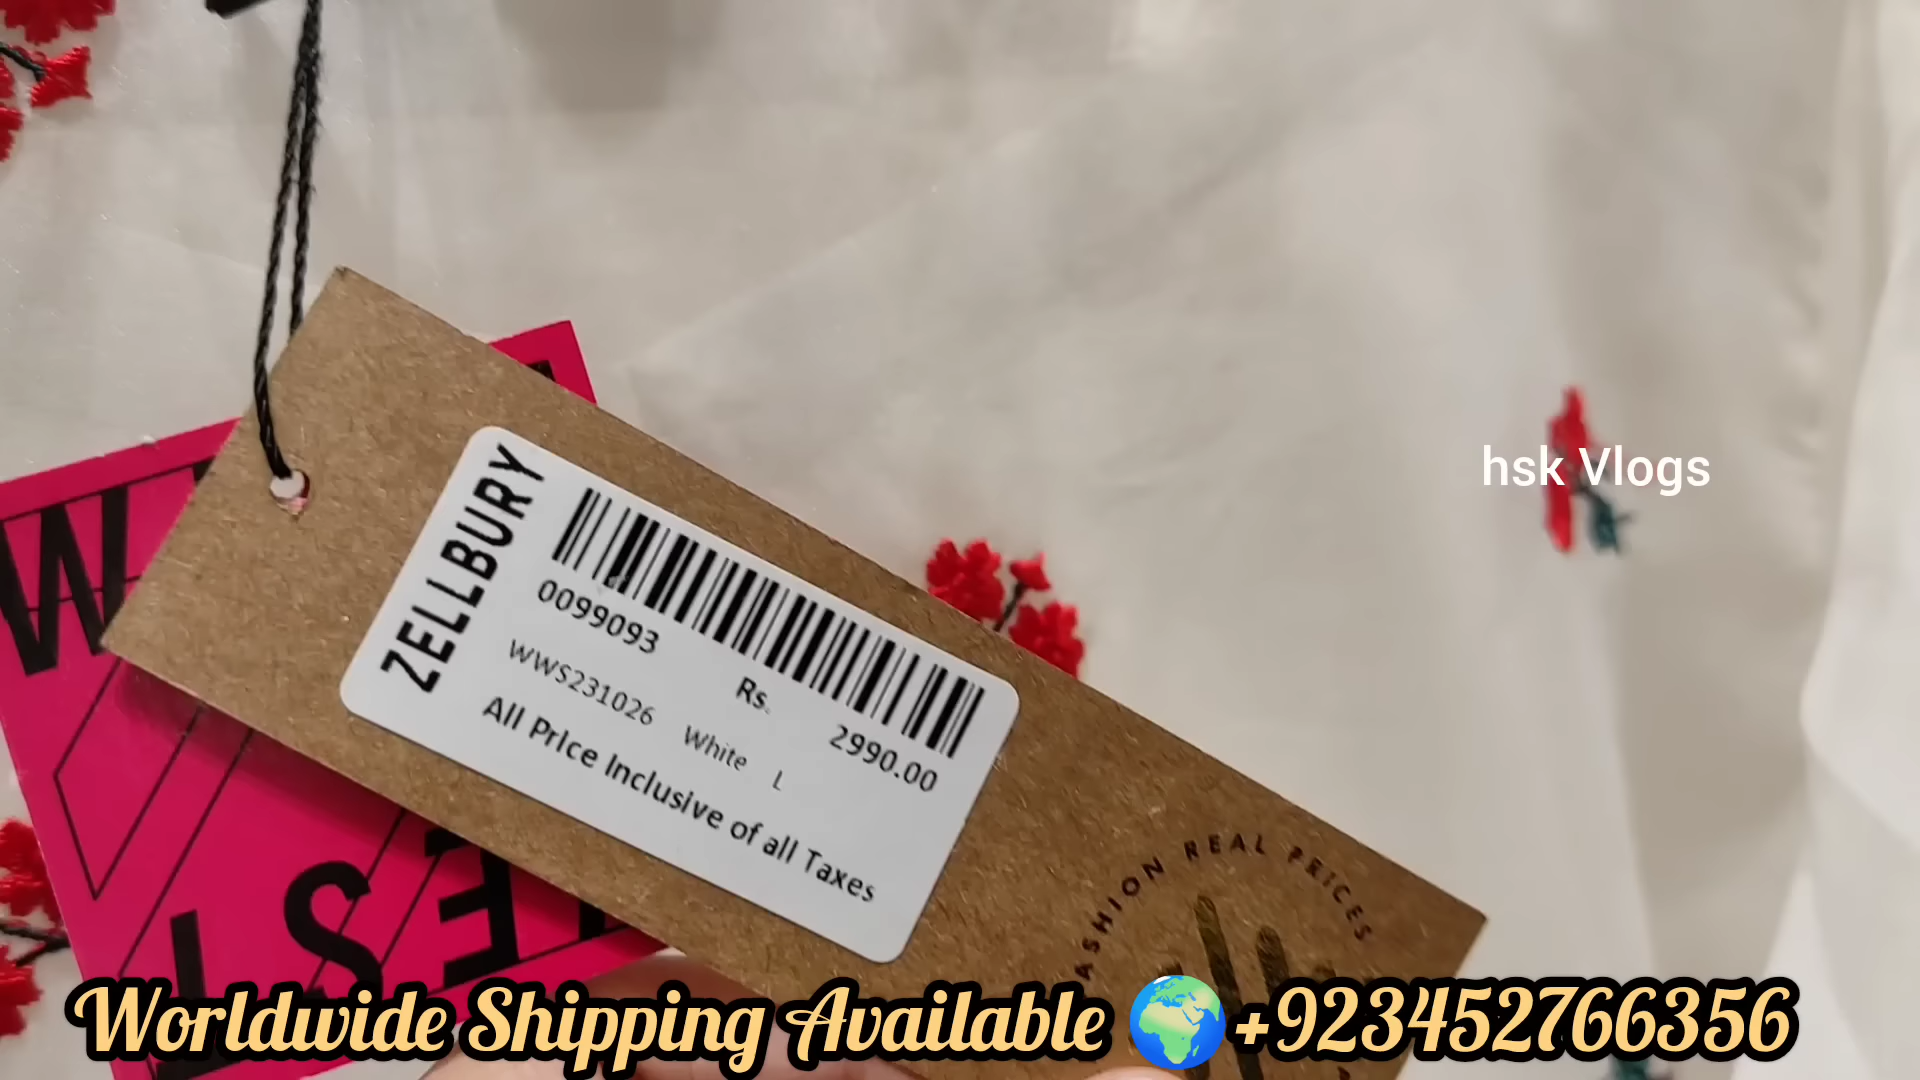 ZELLBURY
0099093
Rs. 2990.00
WWS231026 White L
All Price Inclusive of all Taxes
FASHION REAL PRICES
hsk Vlogs
Worldwide Shipping Available 🌍+923452766356